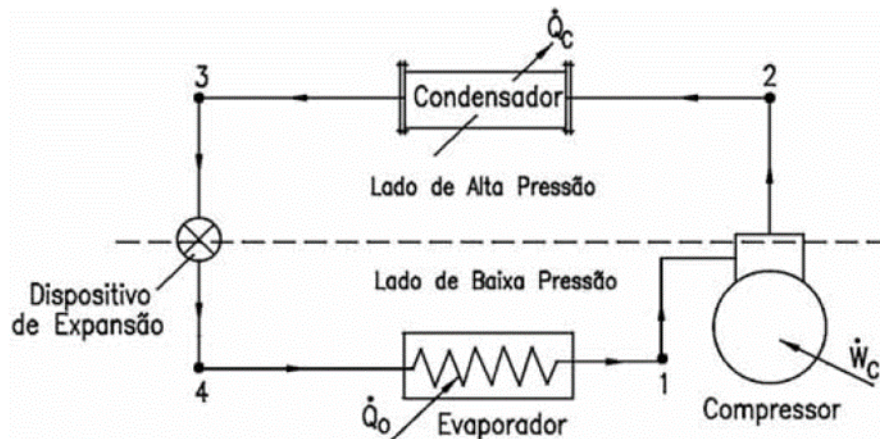 Q̇c
3
Condensador
2
Lado de Alta Pressão
Lado de Baixa Pressão
Dispositivo
de Expansão
4
Q̇o
Evaporador
1
Ẇc
Compressor